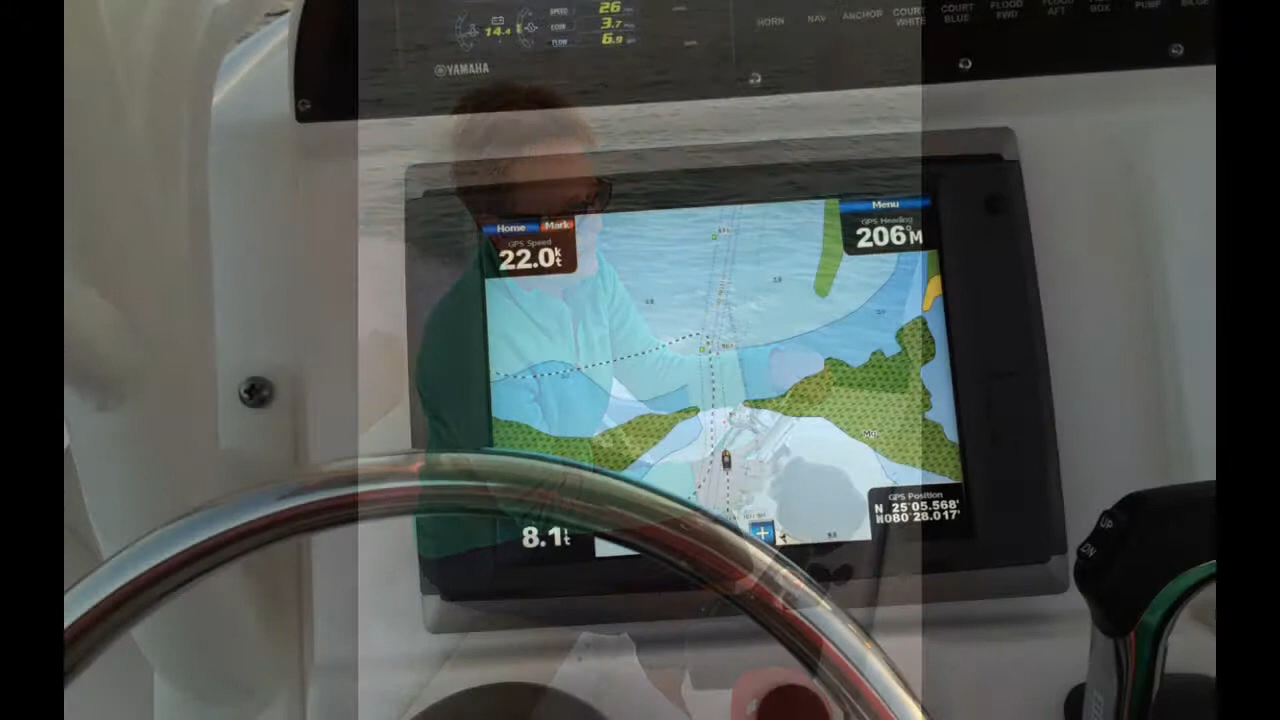 SPEED 26
ECON 3.7
FLOW 6.9
14.4
YAMAHA
HORN NAV ANCHOR COURT WHITE COURT BLUE FLOOD FWD FLOOD AFT BOX PUMP BILGE
Home Mark
GPS Speed
22.0kt
Menu
GPS Heading
206°M
GPS Position
N 25°05.568'
W080°28.017'
8.1ft
UP
DN